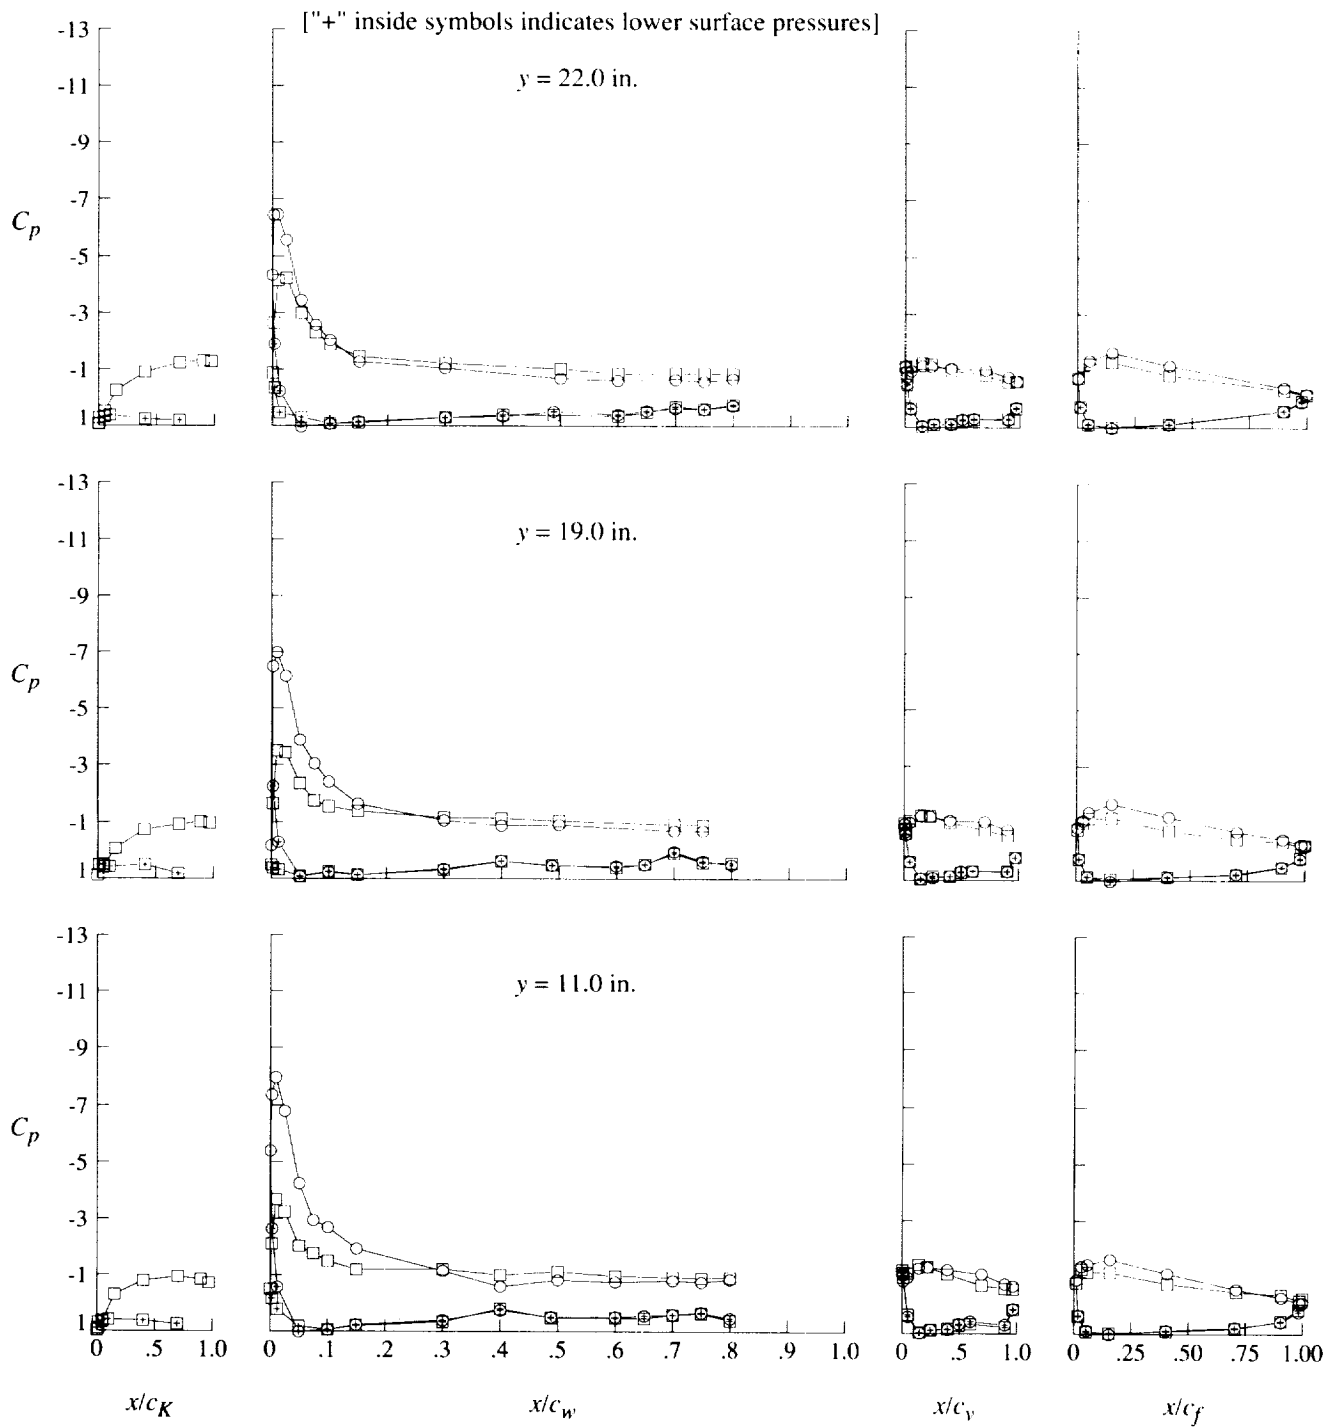 ["+" inside symbols indicates lower surface pressures]
y = 22.0 in.
-13
-11
-9
-7
-5
-3
-1
1
C_p
y = 19.0 in.
-13
-11
-9
-7
-5
-3
-1
1
C_p
y = 11.0 in.
-13
-11
-9
-7
-5
-3
-1
1
C_p
0 .5 1.0 0 .1 .2 .3 .4 .5 .6 .7 .8 .9 1.0 0 .5 1.0 0 .25 .50 .75 1.00
x/c_K x/c_w x/c_v x/c_f